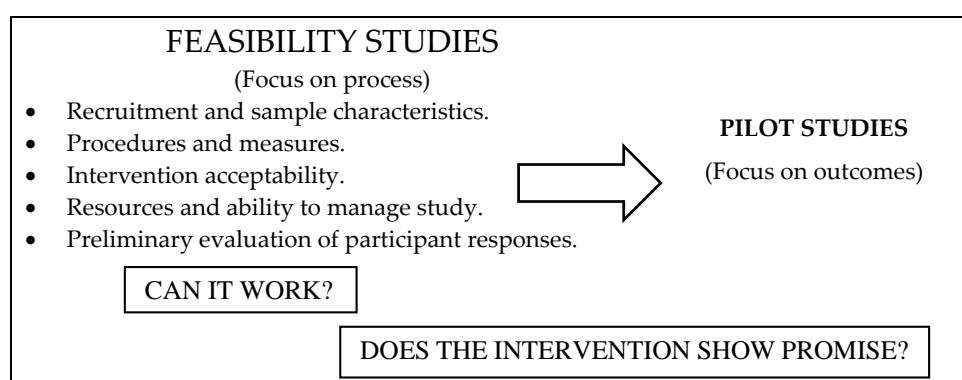 FEASIBILITY STUDIES
(Focus on process)
• Recruitment and sample characteristics.
• Procedures and measures.
• Intervention acceptability.
• Resources and ability to manage study.
• Preliminary evaluation of participant responses.
PILOT STUDIES
(Focus on outcomes)
CAN IT WORK?
DOES THE INTERVENTION SHOW PROMISE?